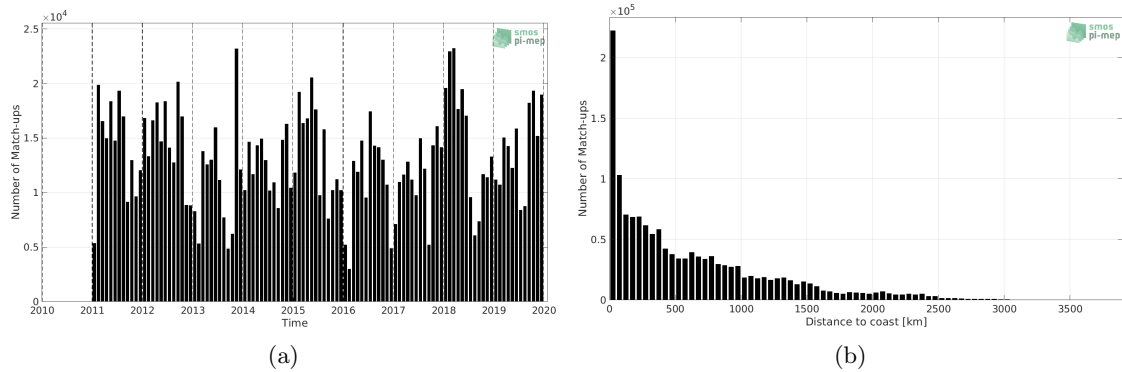 ×10⁴
2.5
2
1.5
1
0.5
0
Number of Match-ups
2010 2011 2012 2013 2014 2015 2016 2017 2018 2019 2020
Time
smos
pi-mep
(a)
×10⁵
2
1.5
1
0.5
0
Number of Match-ups
0 500 1000 1500 2000 2500 3000 3500
Distance to coast [km]
smos
pi-mep
(b)